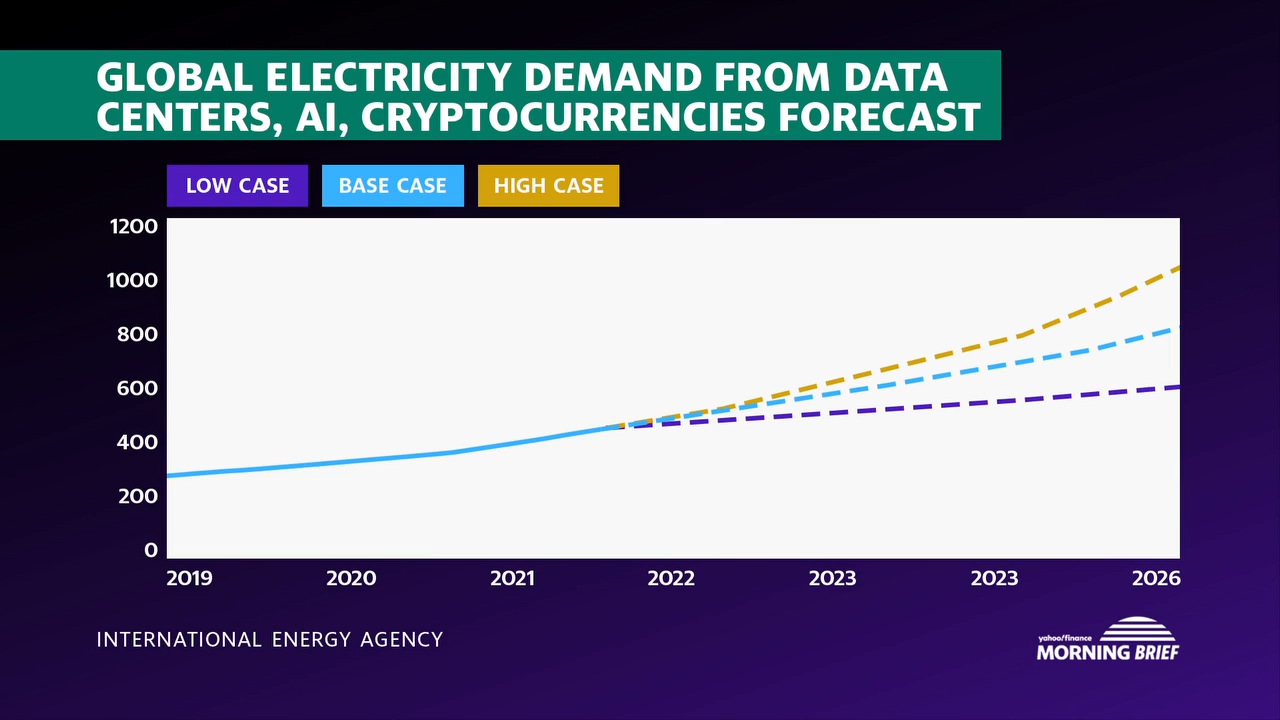 GLOBAL ELECTRICITY DEMAND FROM DATA
CENTERS, AI, CRYPTOCURRENCIES FORECAST
LOW CASE BASE CASE HIGH CASE
1200
1000
800
600
400
200
0
2019 2020 2021 2022 2023 2023 2026
INTERNATIONAL ENERGY AGENCY
yahoo!finance
MORNING BRIEF